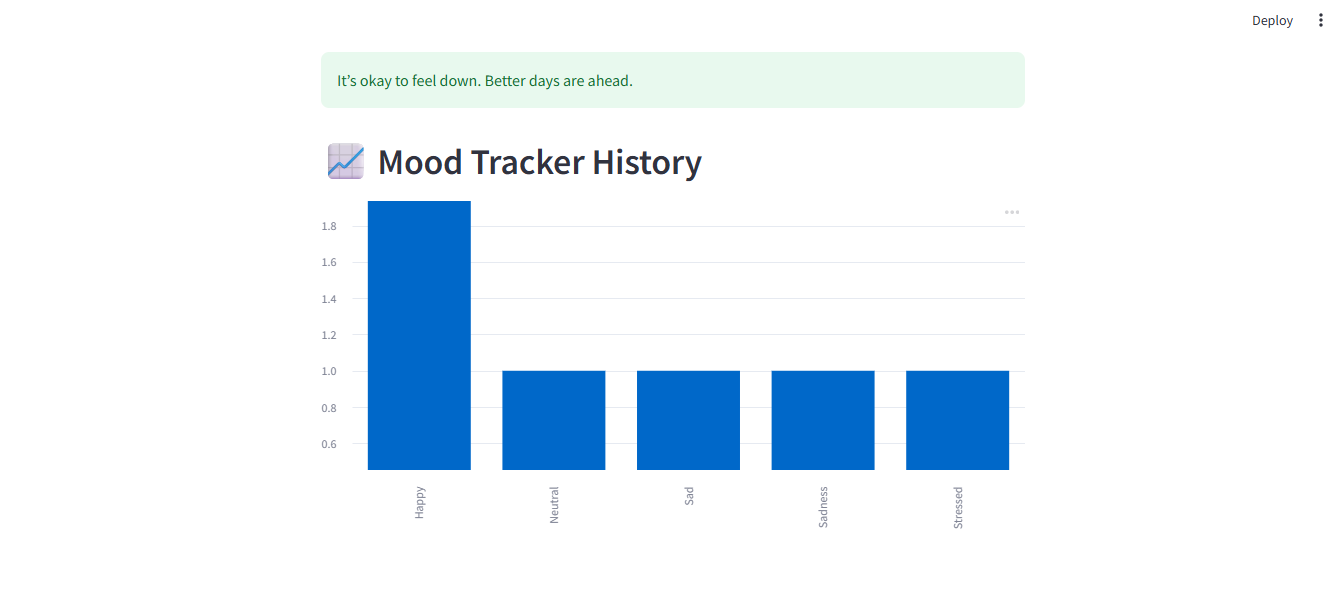 Deploy
It’s okay to feel down. Better days are ahead.
Mood Tracker History
1.8
1.6
1.4
1.2
1.0
0.8
0.6
Happy
Neutral
Sad
Sadness
Stressed